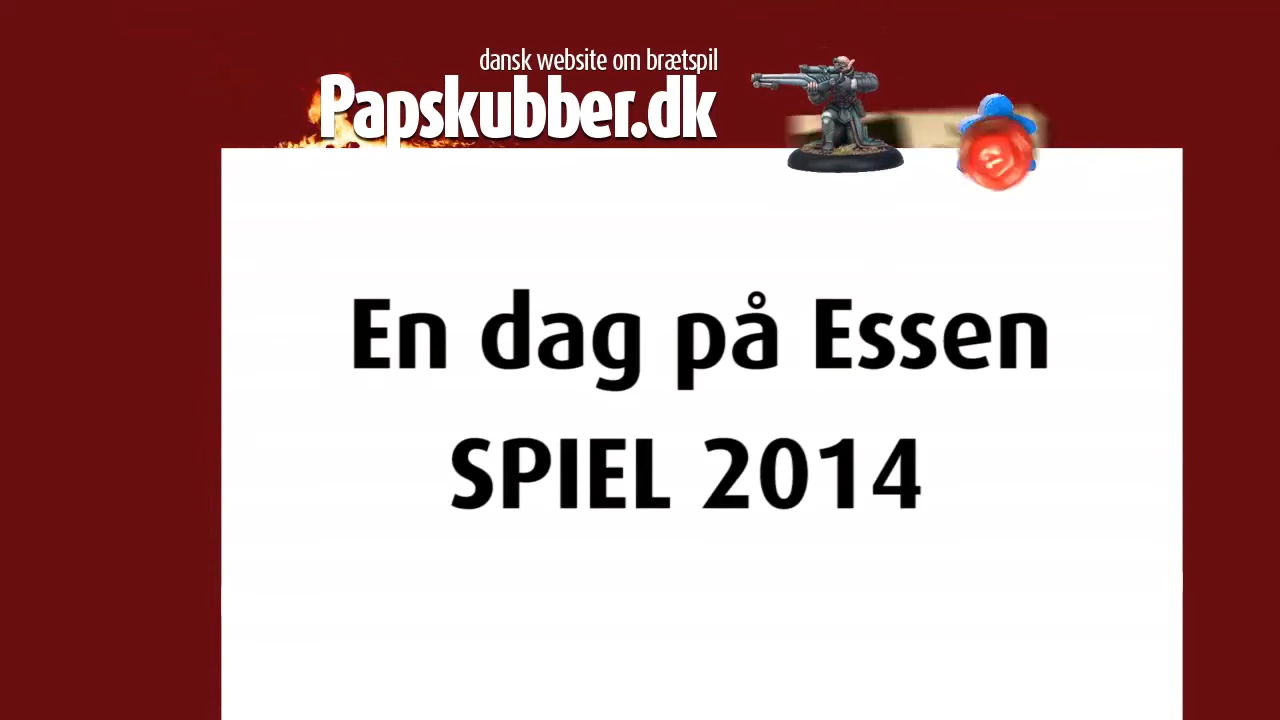 dansk website om brætspil
Papskubber.dk
En dag på Essen
SPIEL 2014